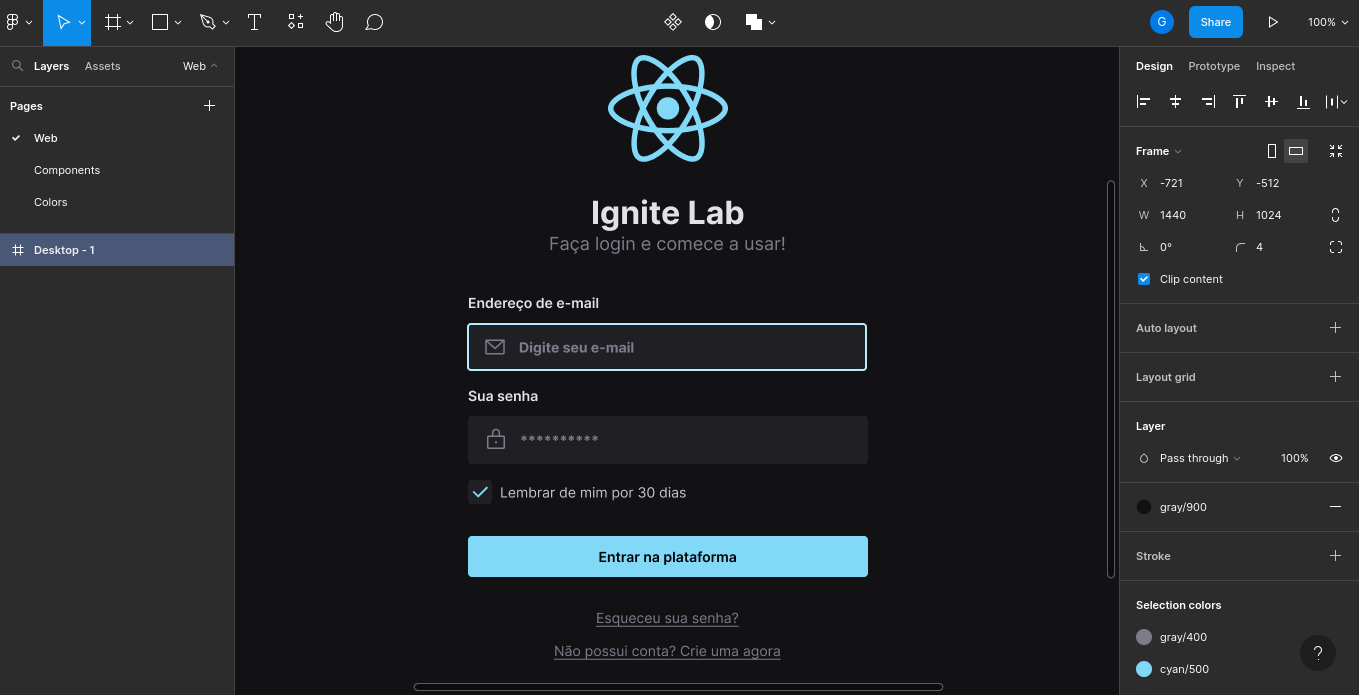 G
Share
100%
Layers
Assets
Web
Pages
Web
Components
Colors
Desktop - 1
Ignite Lab
Faça login e comece a usar!
Endereço de e-mail
Digite seu e-mail
Sua senha
**********
Lembrar de mim por 30 dias
Entrar na plataforma
Esqueceu sua senha?
Não possui conta? Crie uma agora
Design
Prototype
Inspect
Frame
X -721 Y -512
W 1440 H 1024
0° 4
Clip content
Auto layout
Layout grid
Layer
Pass through 100%
gray/900
Stroke
Selection colors
gray/400
cyan/500
?